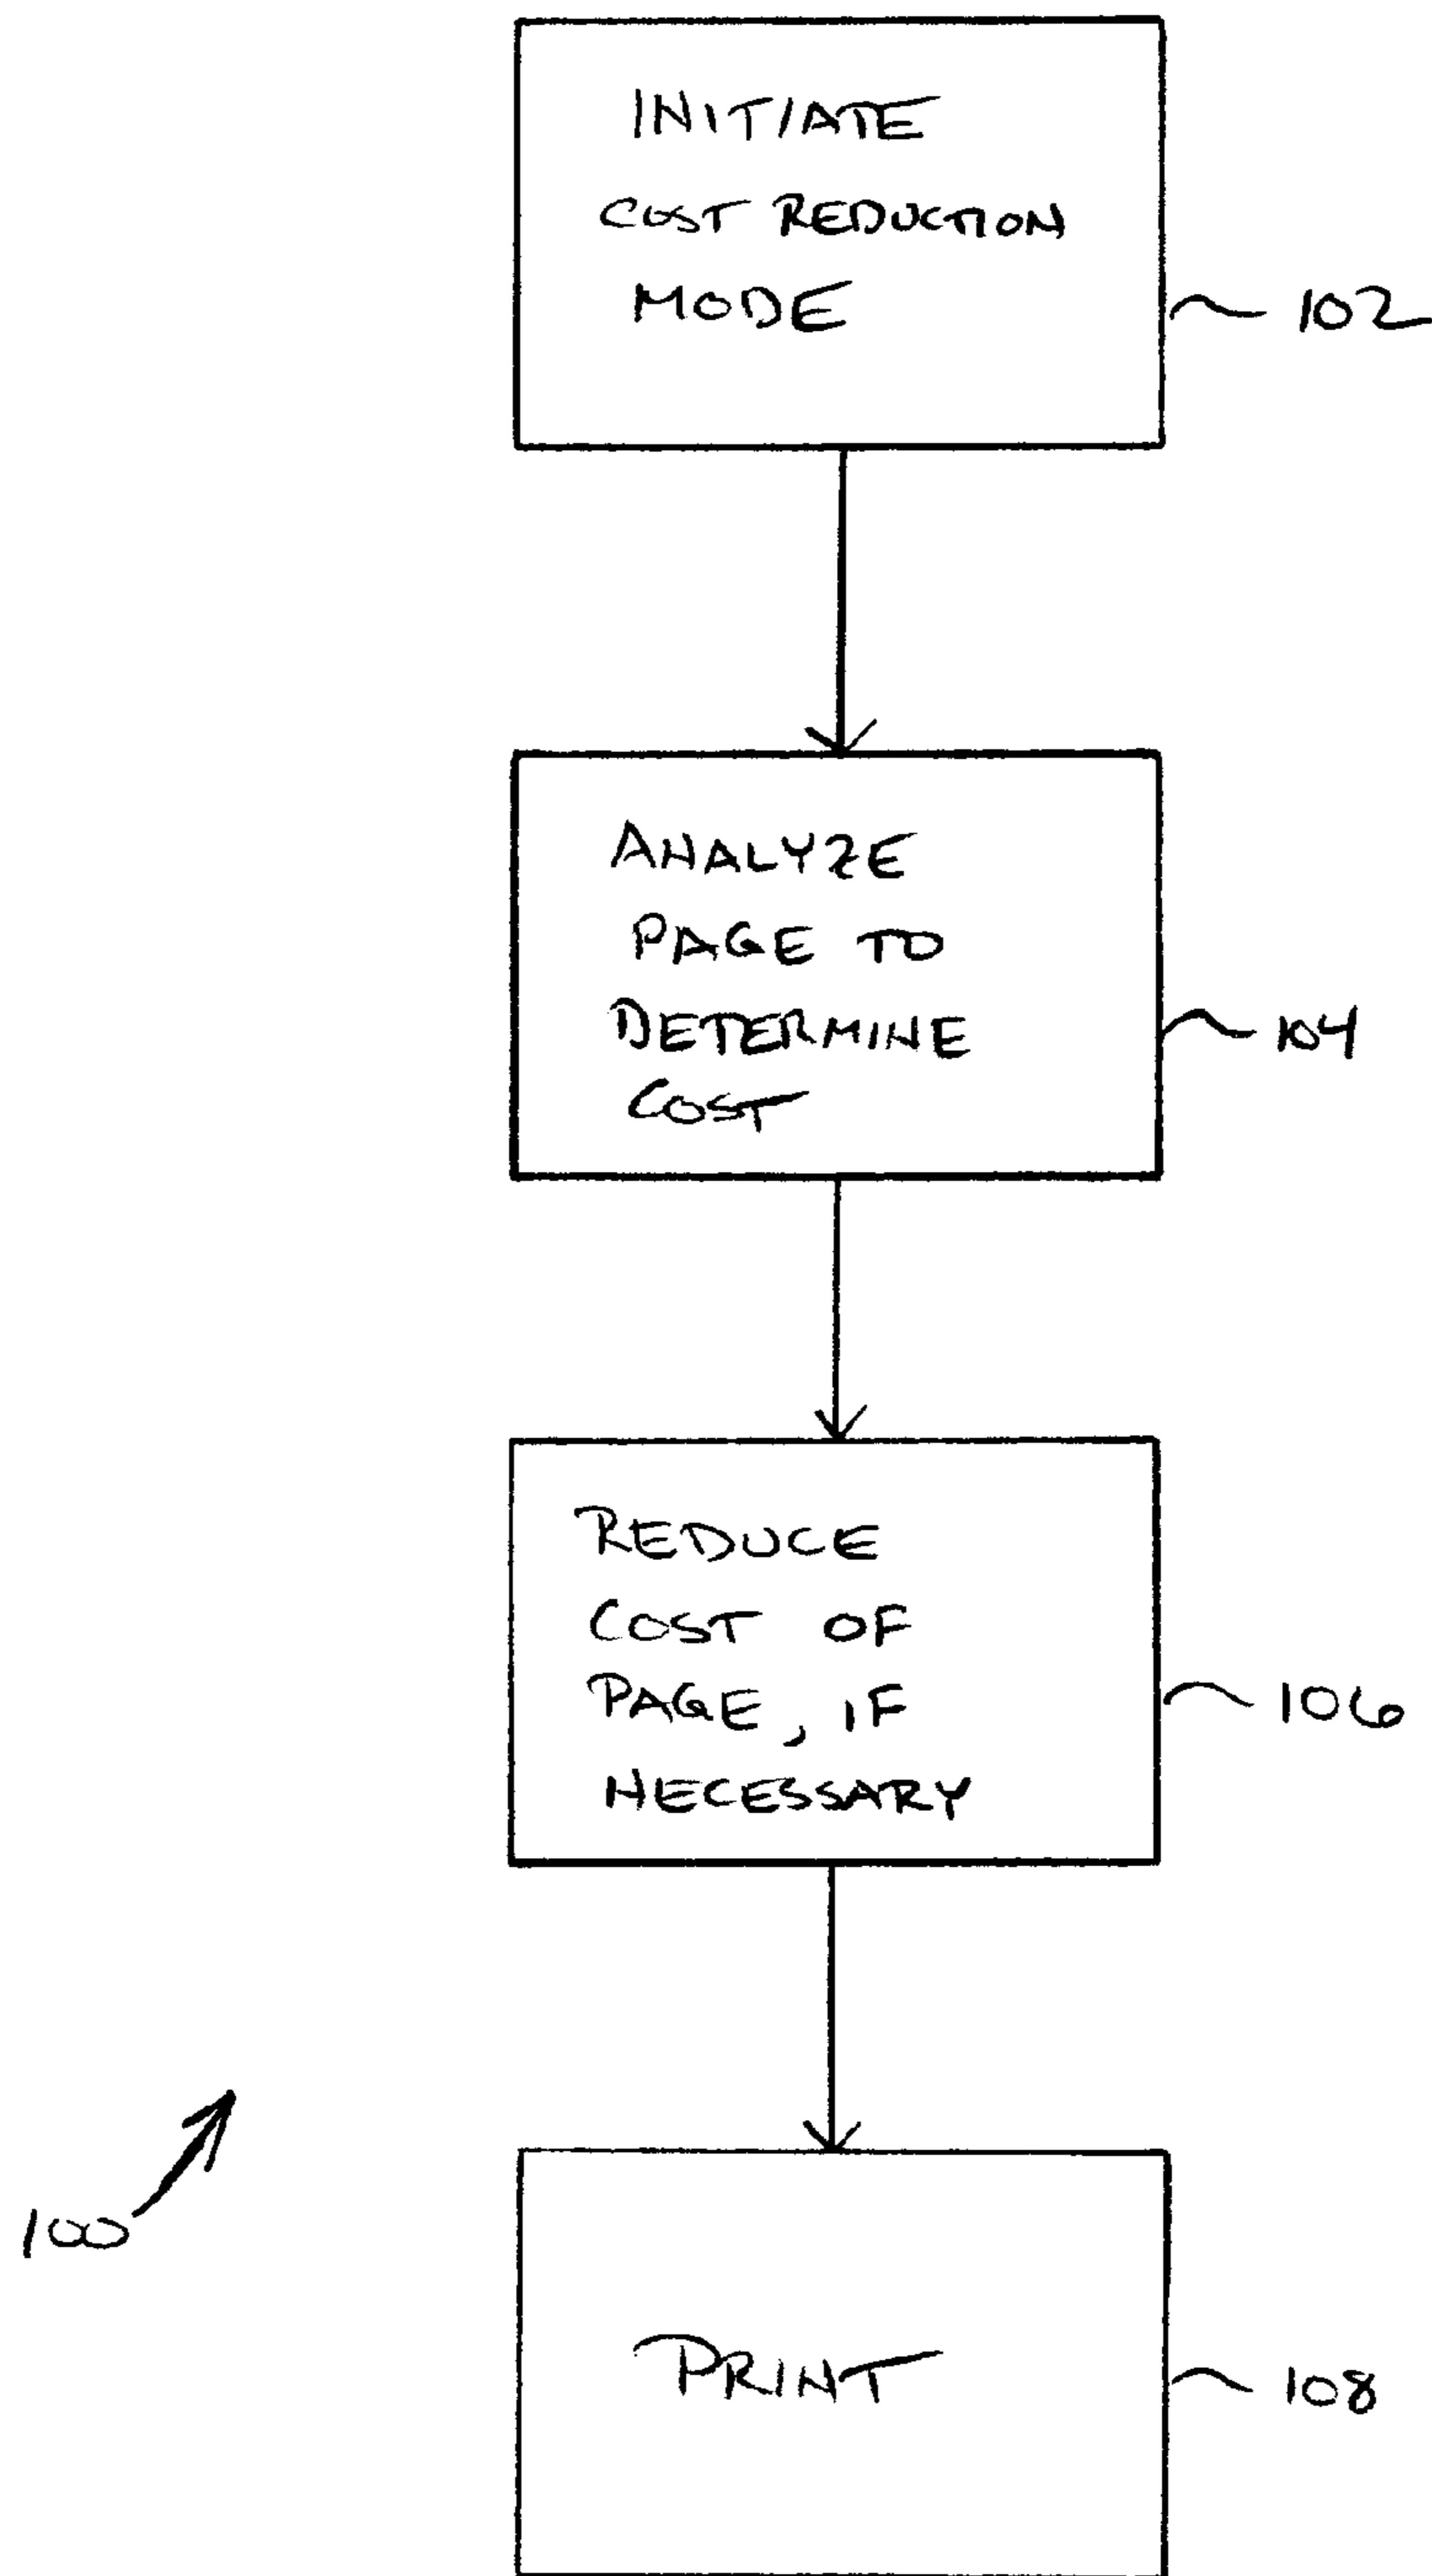 INITIATE
COST REDUCTION
MODE
102
ANALYZE
PAGE TO
DETERMINE
COST
104
REDUCE
COST OF
PAGE, IF
NECESSARY
106
100
PRINT
108